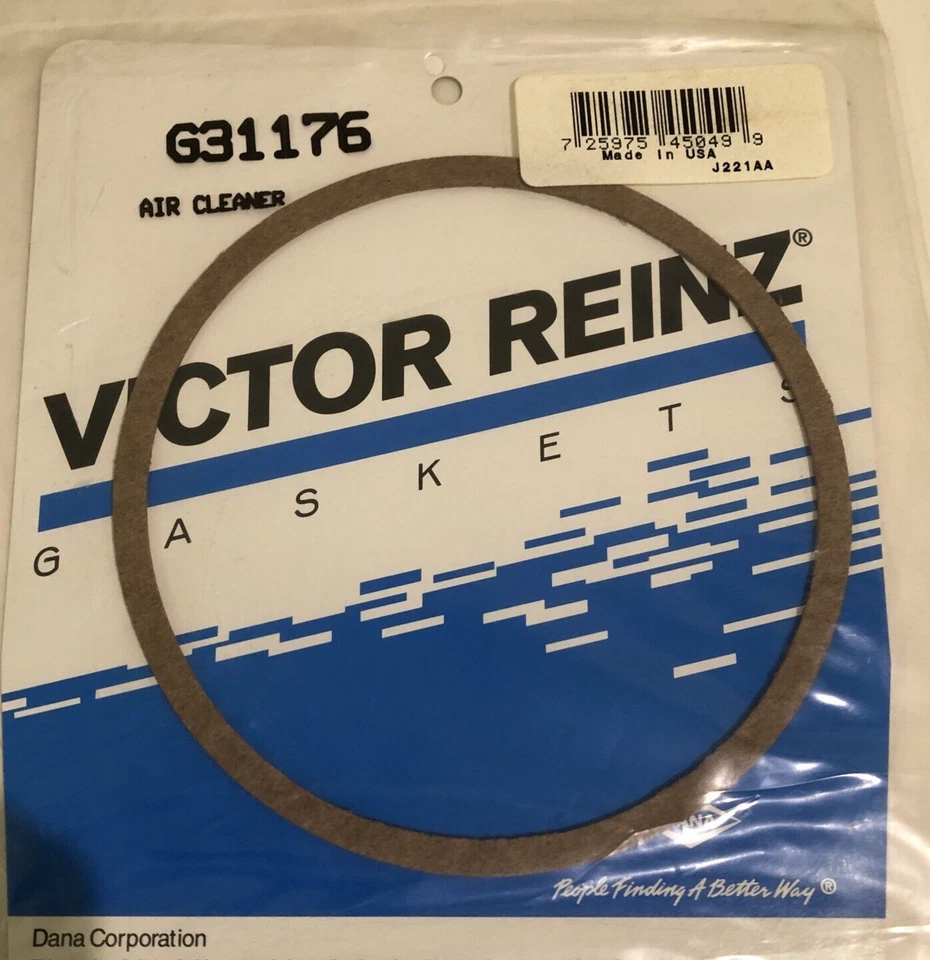 G31176
AIR CLEANER
7 25975 45049 9
Made In USA
J221AA
VICTOR REINZ®
GASKETS
People Finding A Better Way ®
Dana Corporation